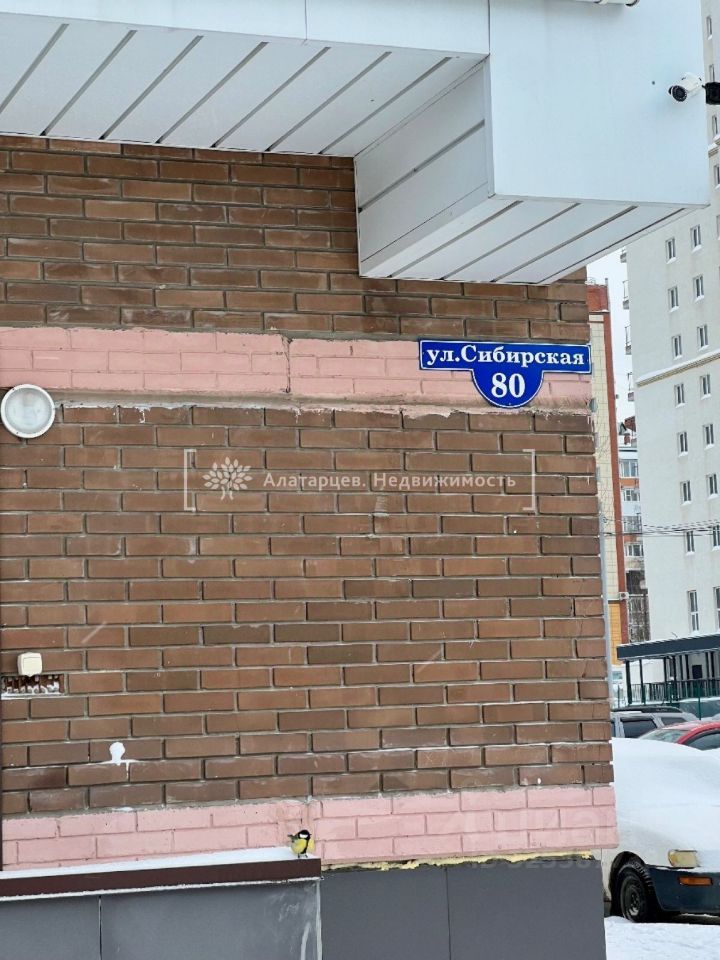 ул.Сибирская
80
Алатарцев. Недвижимость